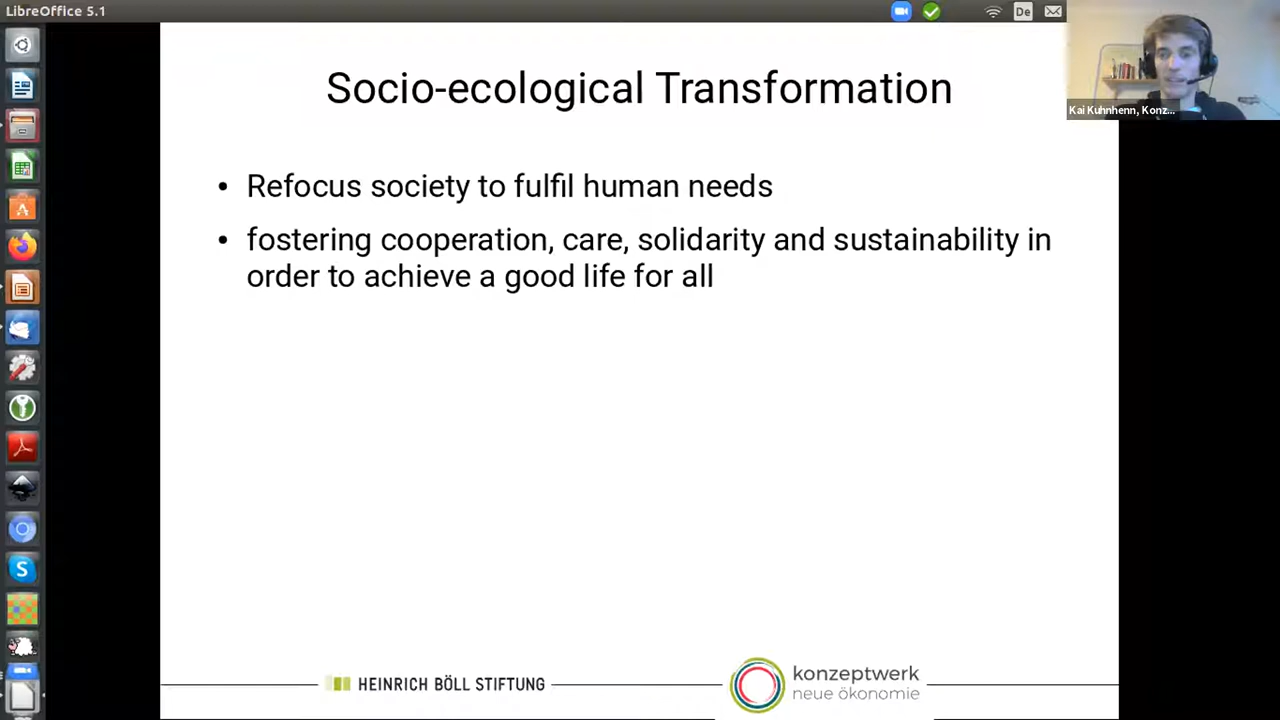 LibreOffice 5.1
De
Kai Kuhnhenn, Konz...
Socio-ecological Transformation
• Refocus society to fulfil human needs
• fostering cooperation, care, solidarity and sustainability in
order to achieve a good life for all
HEINRICH BÖLL STIFTUNG
konzeptwerk
neue ökonomie